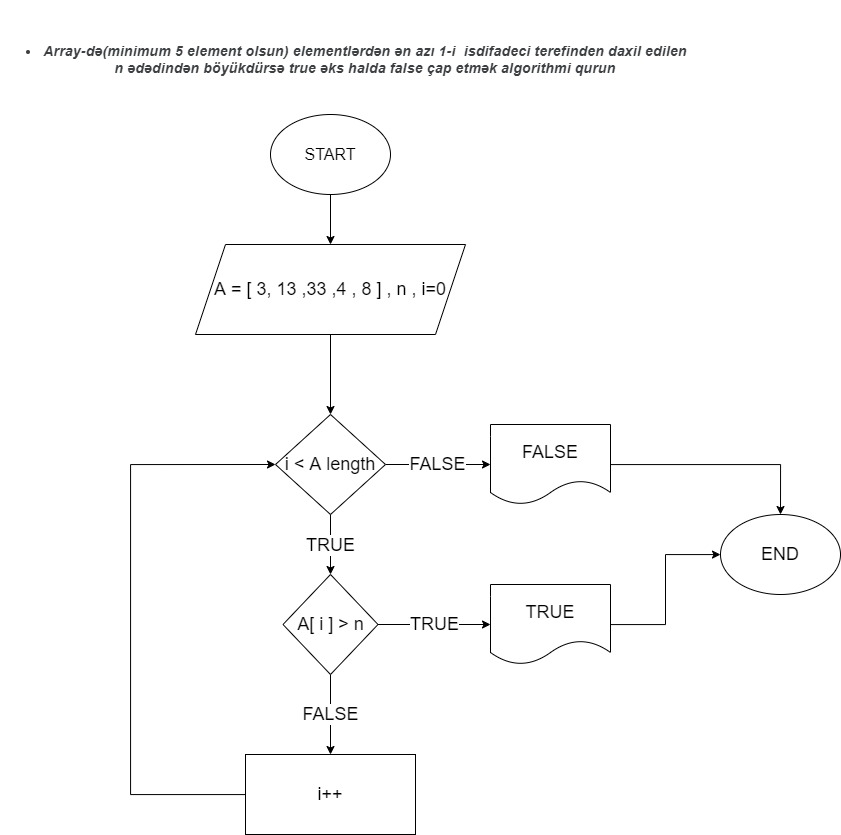 • Array-də(minimum 5 element olsun) elementlərdən ən azı 1-i isdifadeci terefinden daxil edilen
n ədədindən böyükdürsə true əks halda false çap etmək algorithmi qurun
START
A = [ 3, 13 ,33 ,4 , 8 ] , n , i=0
i < A length
FALSE
FALSE
TRUE
END
A[ i ] > n
TRUE
TRUE
FALSE
i++